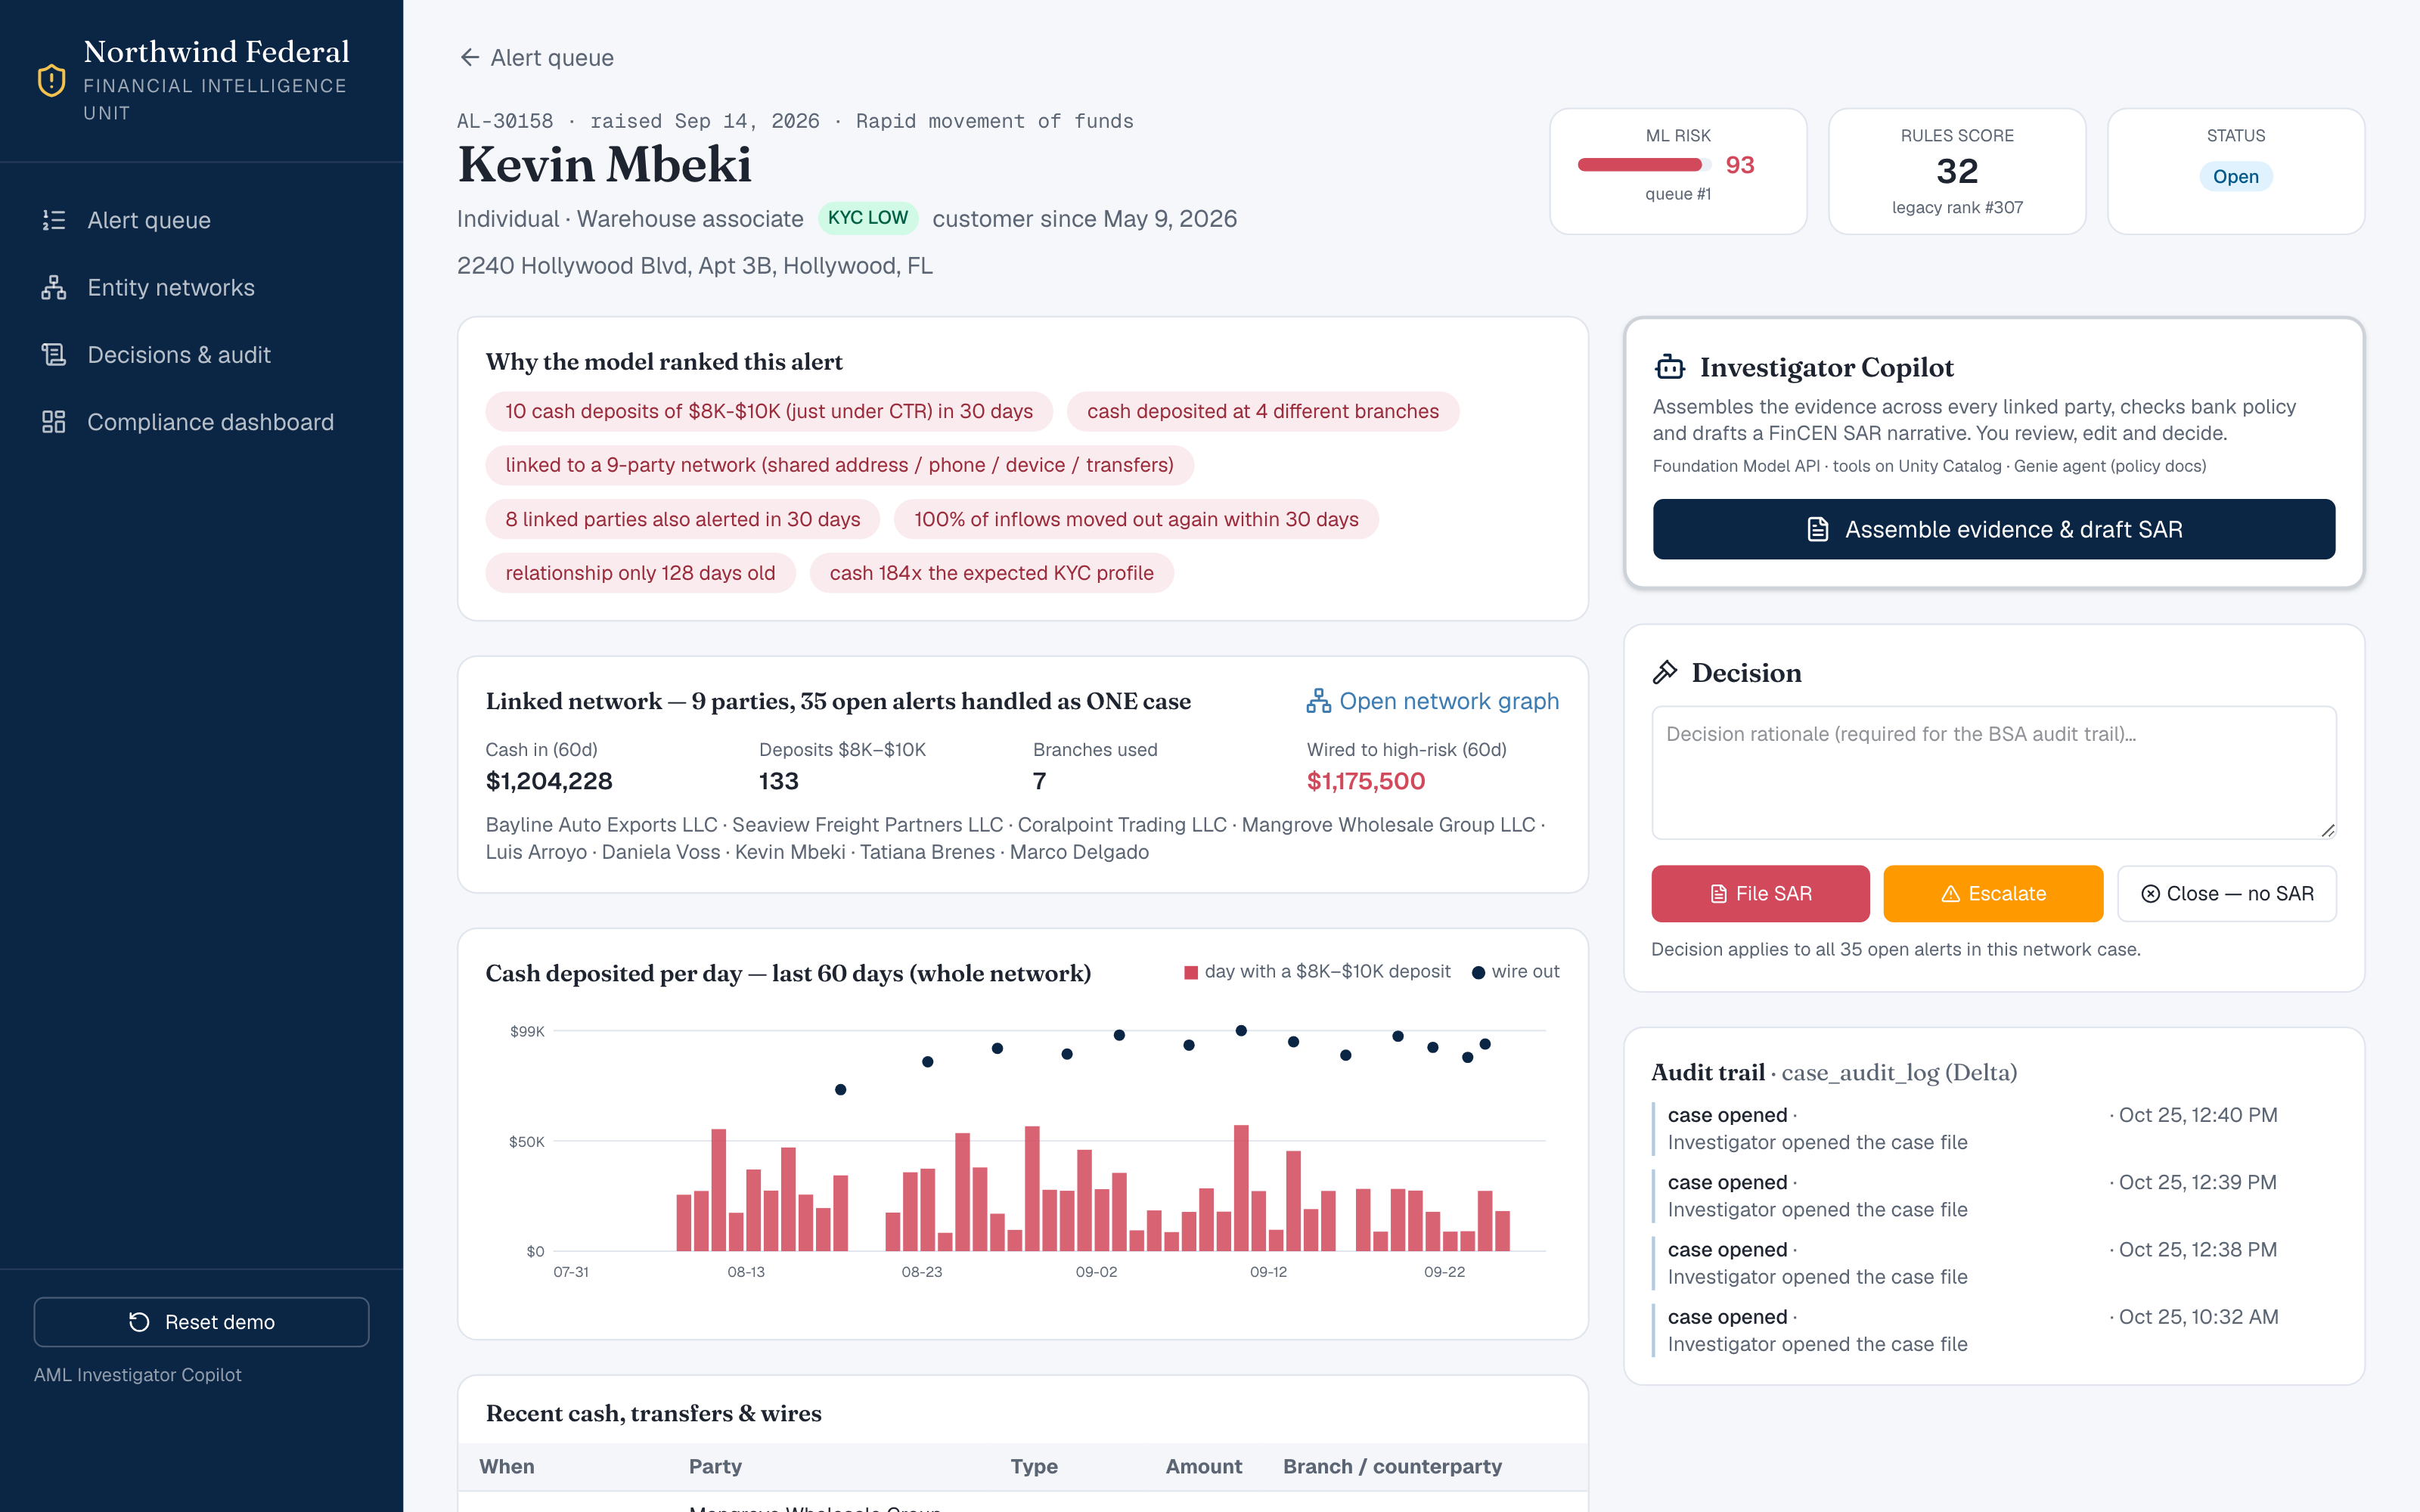 Northwind Federal
FINANCIAL INTELLIGENCE
UNIT
Alert queue
Entity networks
Decisions & audit
Compliance dashboard
Reset demo
AML Investigator Copilot
Alert queue
AL-30158 · raised Sep 14, 2026 · Rapid movement of funds
Kevin Mbeki
Individual · Warehouse associate KYC LOW customer since May 9, 2026
2240 Hollywood Blvd, Apt 3B, Hollywood, FL
ML RISK
93
queue #1
RULES SCORE
32
legacy rank #307
STATUS
Open
Why the model ranked this alert
10 cash deposits of $8K-$10K (just under CTR) in 30 days
cash deposited at 4 different branches
linked to a 9-party network (shared address / phone / device / transfers)
8 linked parties also alerted in 30 days
100% of inflows moved out again within 30 days
relationship only 128 days old
cash 184x the expected KYC profile
Linked network — 9 parties, 35 open alerts handled as ONE case
Open network graph
Cash in (60d)
$1,204,228
Deposits $8K–$10K
133
Branches used
7
Wired to high-risk (60d)
$1,175,500
Bayline Auto Exports LLC · Seaview Freight Partners LLC · Coralpoint Trading LLC · Mangrove Wholesale Group LLC ·
Luis Arroyo · Daniela Voss · Kevin Mbeki · Tatiana Brenes · Marco Delgado
Cash deposited per day — last 60 days (whole network)
day with a $8K–$10K deposit
wire out
$99K
$50K
$0
07-31
08-13
08-23
09-02
09-12
09-22
Recent cash, transfers & wires
When
Party
Type
Amount
Branch / counterparty
Mangrove Wholesale Group
Investigator Copilot
Assembles the evidence across every linked party, checks bank policy
and drafts a FinCEN SAR narrative. You review, edit and decide.
Foundation Model API · tools on Unity Catalog · Genie agent (policy docs)
Assemble evidence & draft SAR
Decision
Decision rationale (required for the BSA audit trail)...
File SAR
Escalate
Close — no SAR
Decision applies to all 35 open alerts in this network case.
Audit trail · case_audit_log (Delta)
case opened · · Oct 25, 12:40 PM
Investigator opened the case file
case opened · · Oct 25, 12:39 PM
Investigator opened the case file
case opened · · Oct 25, 12:38 PM
Investigator opened the case file
case opened · · Oct 25, 10:32 AM
Investigator opened the case file